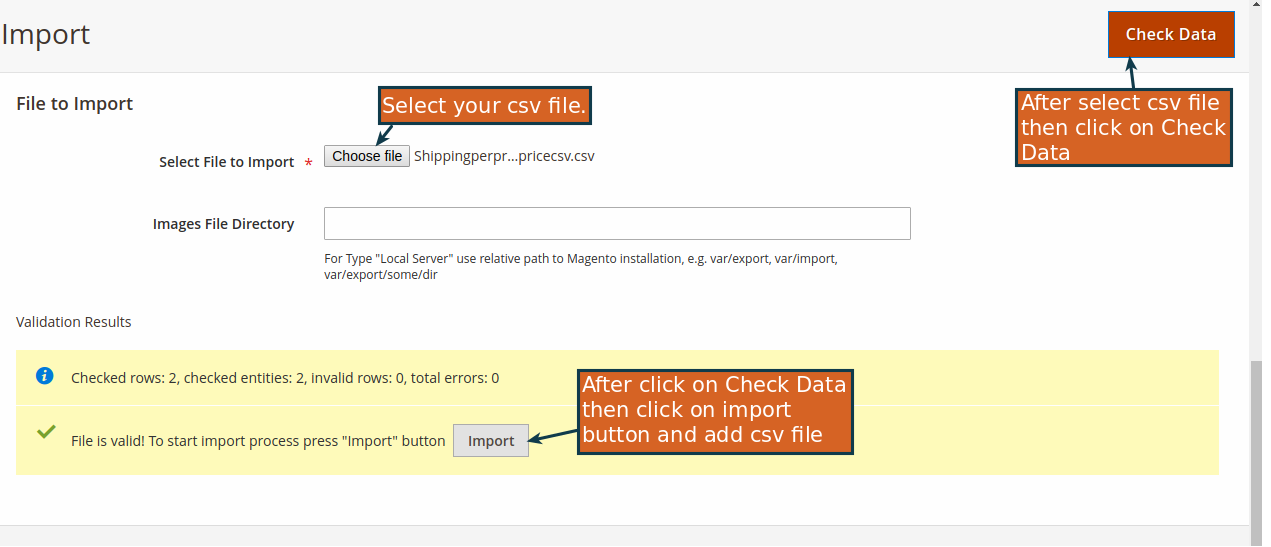 Import
Check Data
File to Import
Select your csv file.
After select csv file
then click on Check
Data
Select File to Import *
Choose file Shippingperpr...pricecsv.csv
Images File Directory
For Type "Local Server" use relative path to Magento installation, e.g. var/export, var/import,
var/export/some/dir
Validation Results
Checked rows: 2, checked entities: 2, invalid rows: 0, total errors: 0
After click on Check Data
then click on import
button and add csv file
File is valid! To start import process press "Import" button
Import